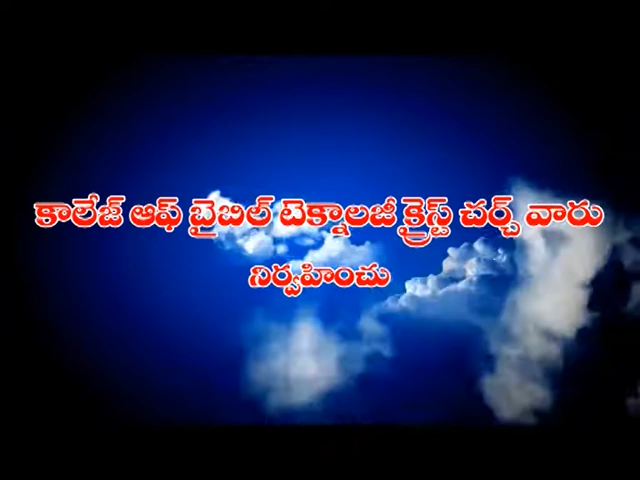 కాలేజ్ ఆఫ్ బైబిల్ టెక్నాలజీ క్రైస్ట్ చర్చ్ వారు
నిర్వహించు